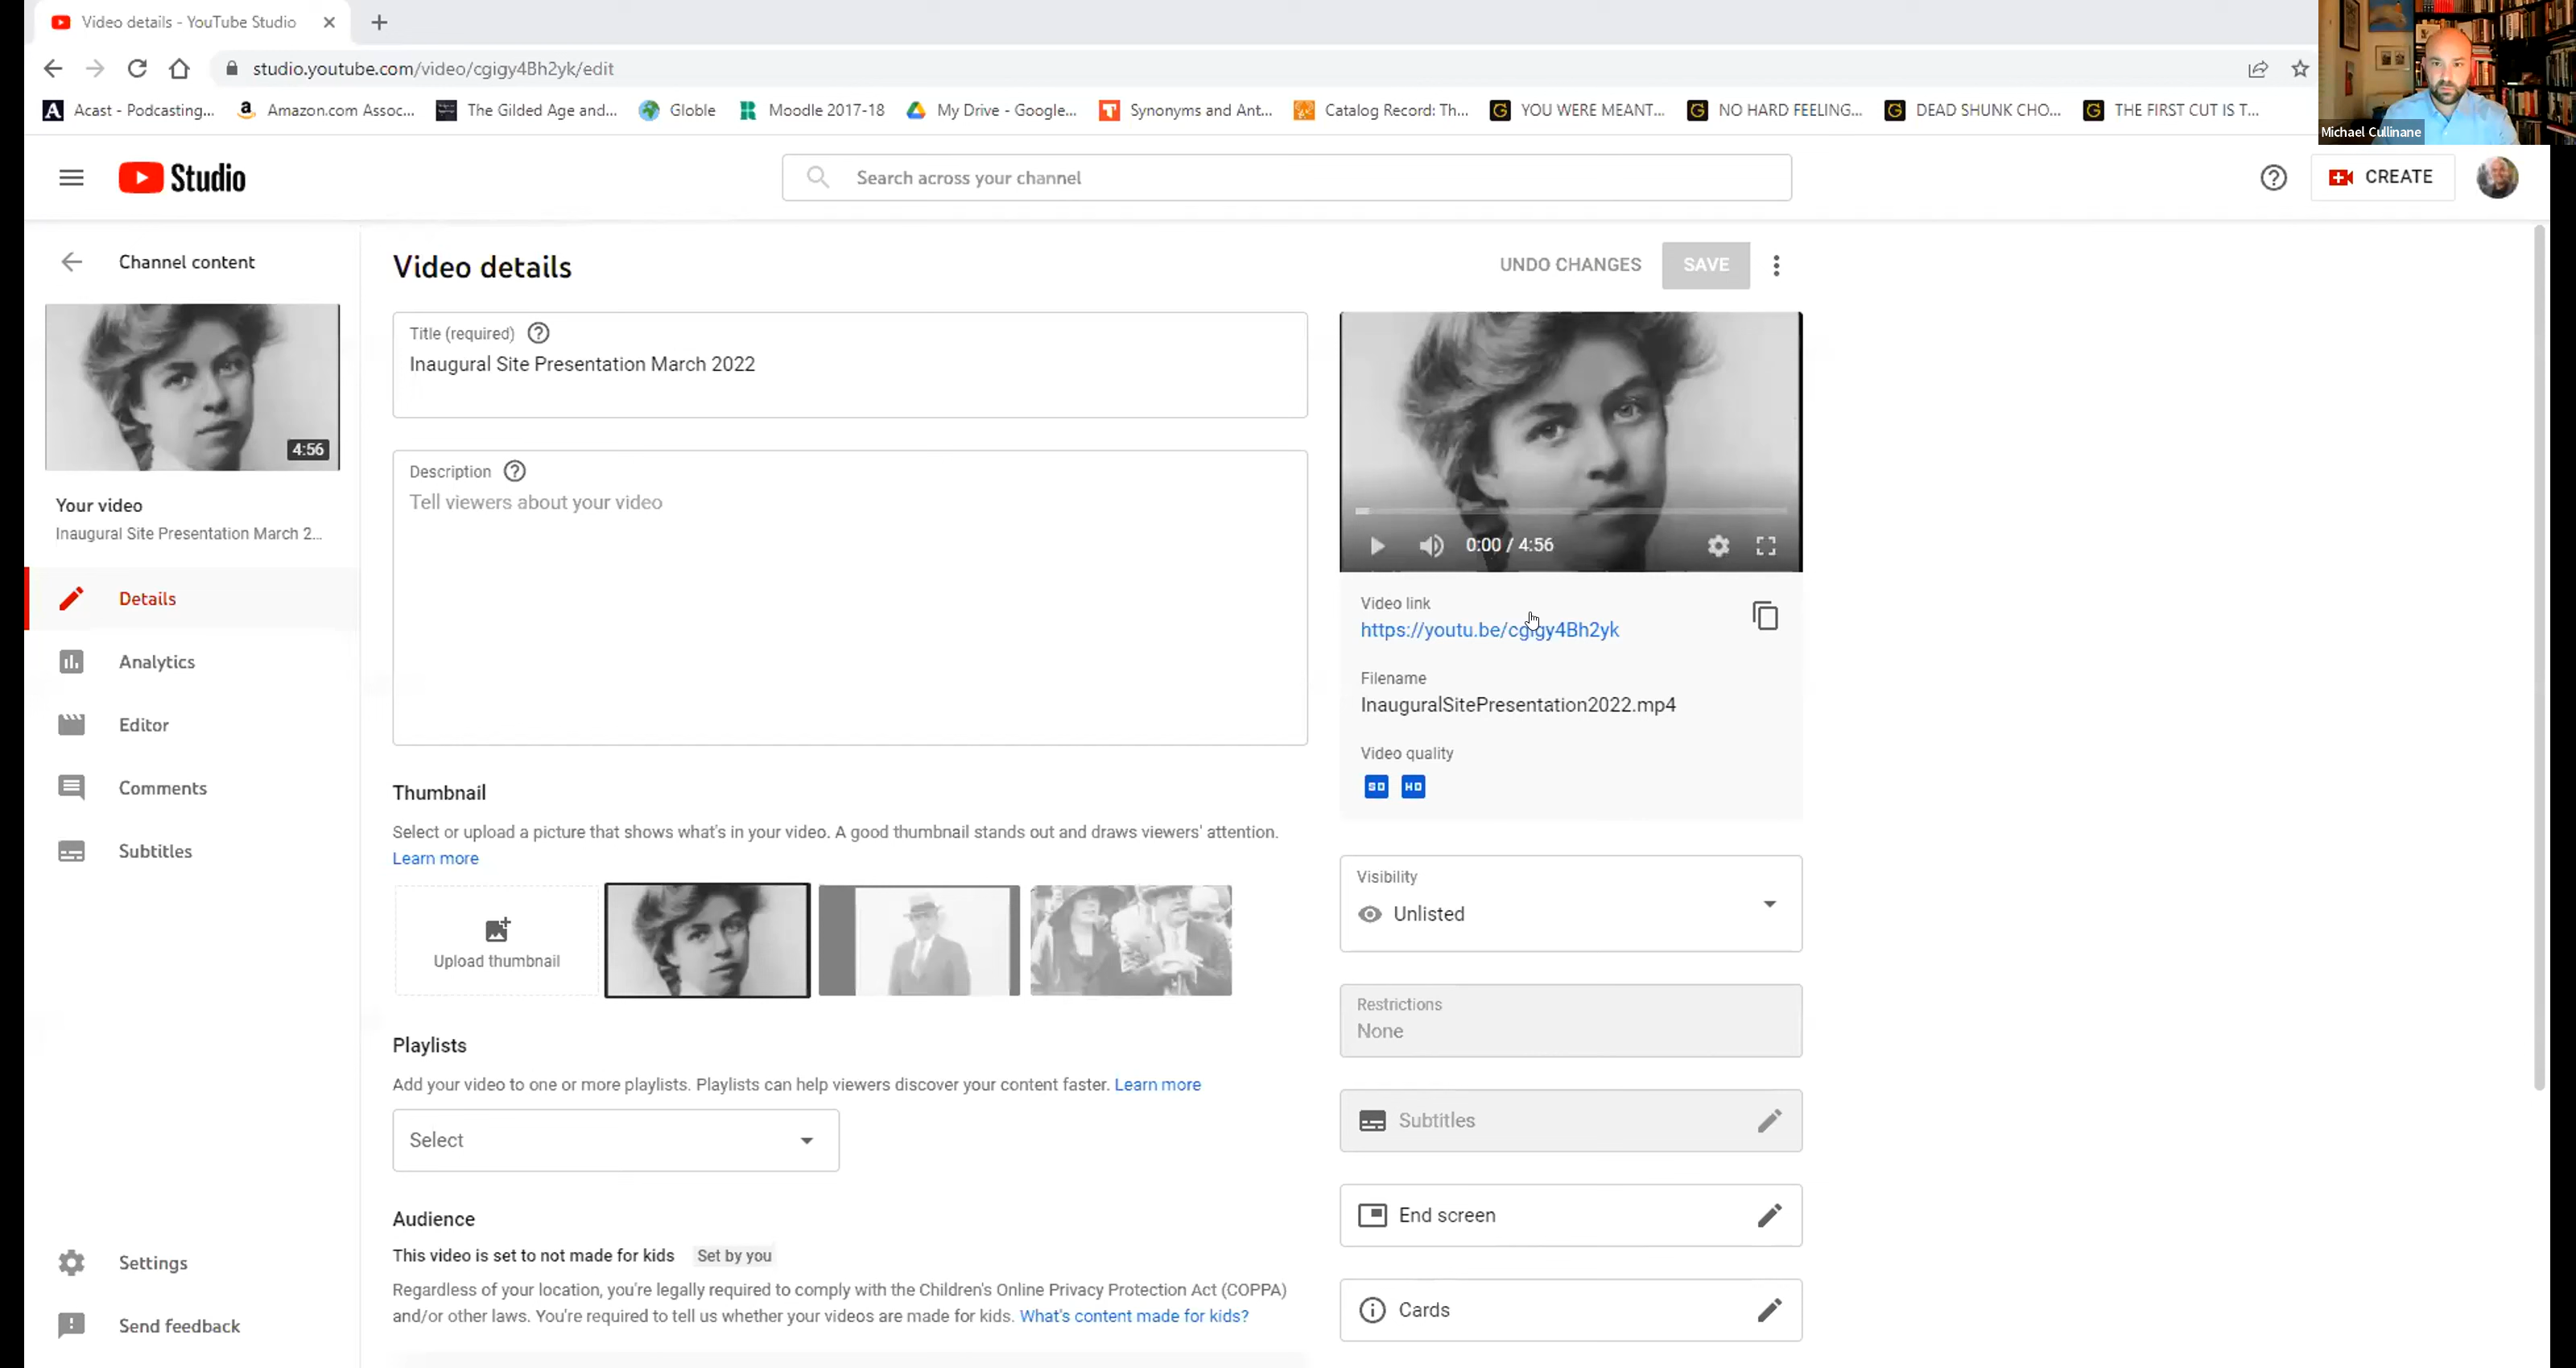 Video details - YouTube Studio
studio.youtube.com/video/cgigy4Bh2yk/edit
Acast - Podcasting... Amazon.com Assoc... The Gilded Age and... Globle Moodle 2017-18 My Drive - Google... Synonyms and Ant... Catalog Record: Th... YOU WERE MEANT... NO HARD FEELING... DEAD SHUNK CHO... THE FIRST CUT IS T...
Michael Cullinane
Studio
Search across your channel
CREATE
Channel content
4:56
Your video
Inaugural Site Presentation March 2...
Details
Analytics
Editor
Comments
Subtitles
Settings
Send feedback
Video details
UNDO CHANGES
SAVE
Title (required)
Inaugural Site Presentation March 2022
Description
Tell viewers about your video
Thumbnail
Select or upload a picture that shows what's in your video. A good thumbnail stands out and draws viewers' attention.
Learn more
Upload thumbnail
Playlists
Add your video to one or more playlists. Playlists can help viewers discover your content faster. Learn more
Select
Audience
This video is set to not made for kids Set by you
Regardless of your location, you're legally required to comply with the Children's Online Privacy Protection Act (COPPA)
and/or other laws. You're required to tell us whether your videos are made for kids. What's content made for kids?
0:00 / 4:56
Video link
https://youtu.be/cgigy4Bh2yk
Filename
InauguralSitePresentation2022.mp4
Video quality
SD HD
Visibility
Unlisted
Restrictions
None
Subtitles
End screen
Cards